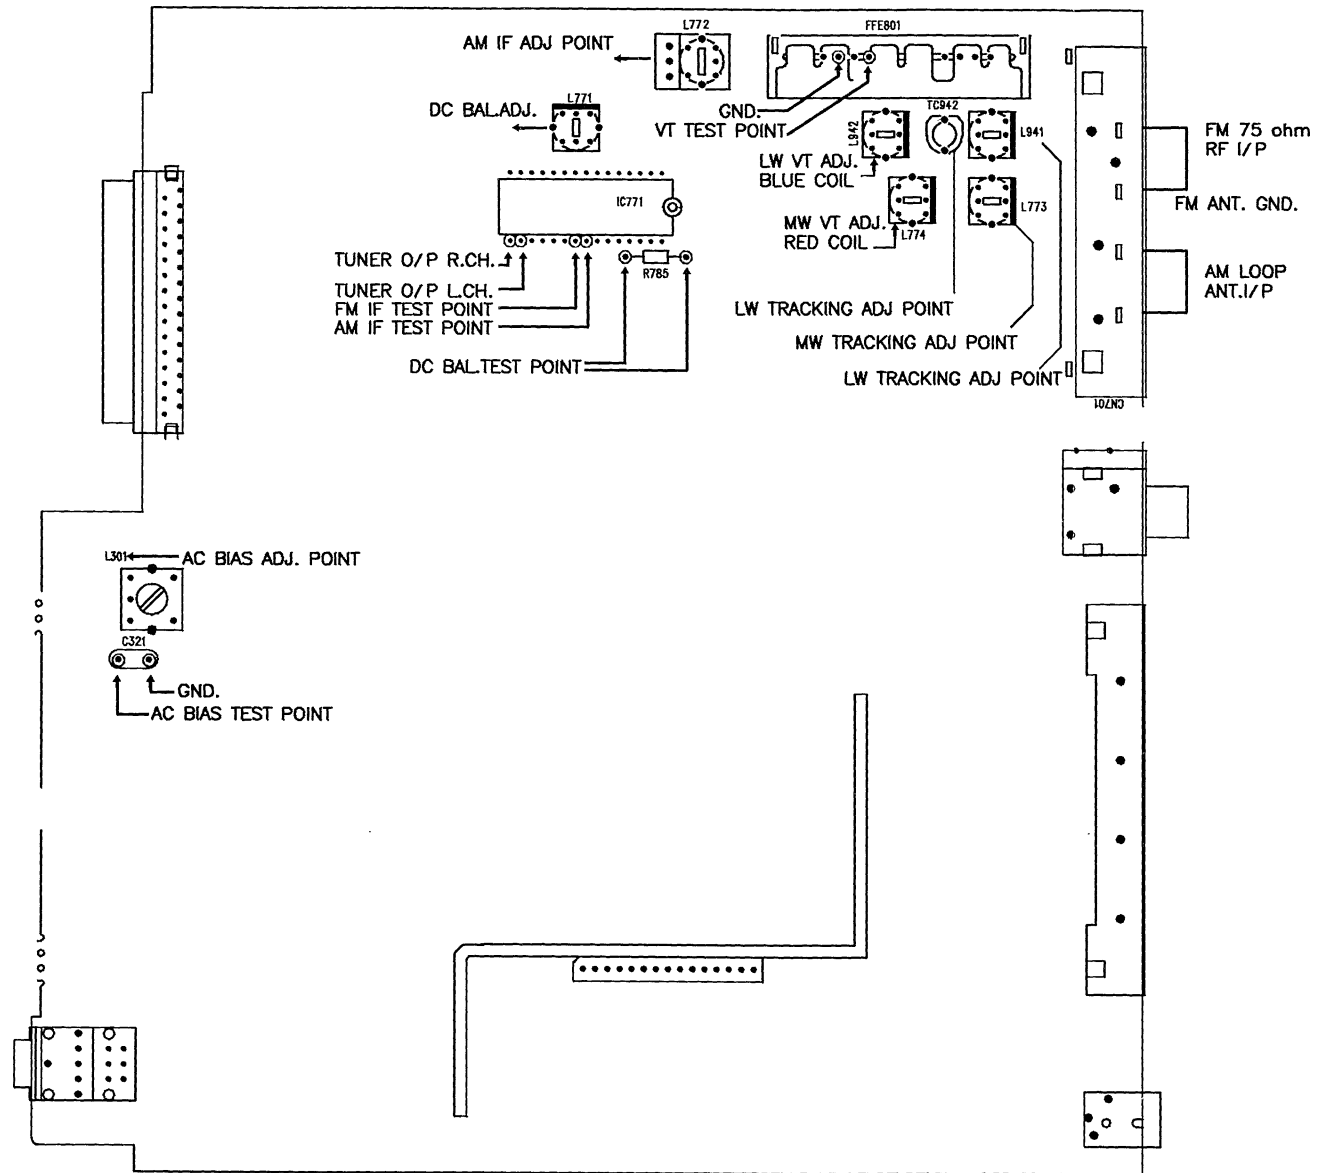 L772
FFE801
AM IF ADJ POINT
L771
DC BAL.ADJ.
GND.
VT TEST POINT
TC942
L942
L941
FM 75 ohm
RF I/P
LW VT ADJ.
BLUE COIL
IC771
L773
FM ANT. GND.
MW VT ADJ.
RED COIL
L774
TUNER O/P R.CH.
R785
TUNER O/P L.CH.
FM IF TEST POINT
AM IF TEST POINT
AM LOOP
ANT.I/P
LW TRACKING ADJ POINT
MW TRACKING ADJ POINT
DC BAL.TEST POINT
LW TRACKING ADJ POINT
CN701
L301
AC BIAS ADJ. POINT
C321
GND.
AC BIAS TEST POINT